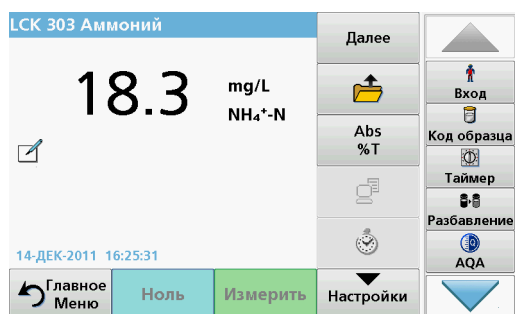 LCK 303 Аммоний
18.3
mg/L
NH₄⁺-N
14-ДЕК-2011 16:25:31
Далее
Abs
%T
Вход
Код образца
Таймер
Разбавление
AQA
Главное
Меню
Ноль
Измерить
Настройки